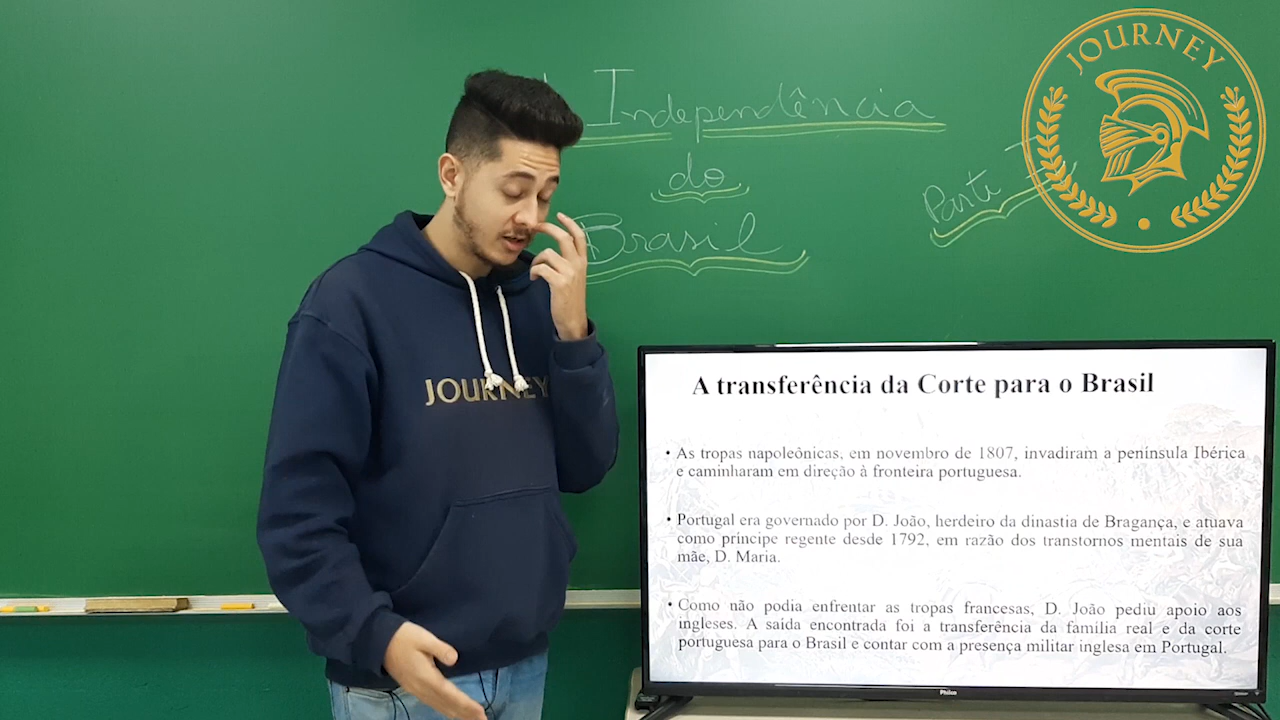 JOURNEY
Independência
do
Brasil
Parte
JOURNEY
A transferência da Corte para o Brasil
• As tropas napoleônicas, em novembro de 1807, invadiram a península Ibérica
e caminharam em direção à fronteira portuguesa.
• Portugal era governado por D. João, herdeiro da dinastia de Bragança, e atuava
como príncipe regente desde 1792, em razão dos transtornos mentais de sua
mãe, D. Maria.
• Como não podia enfrentar as tropas francesas, D. João pediu apoio aos
ingleses. A saída encontrada foi a transferência da família real e da corte
portuguesa para o Brasil e contar com a presença militar inglesa em Portugal.
Philco